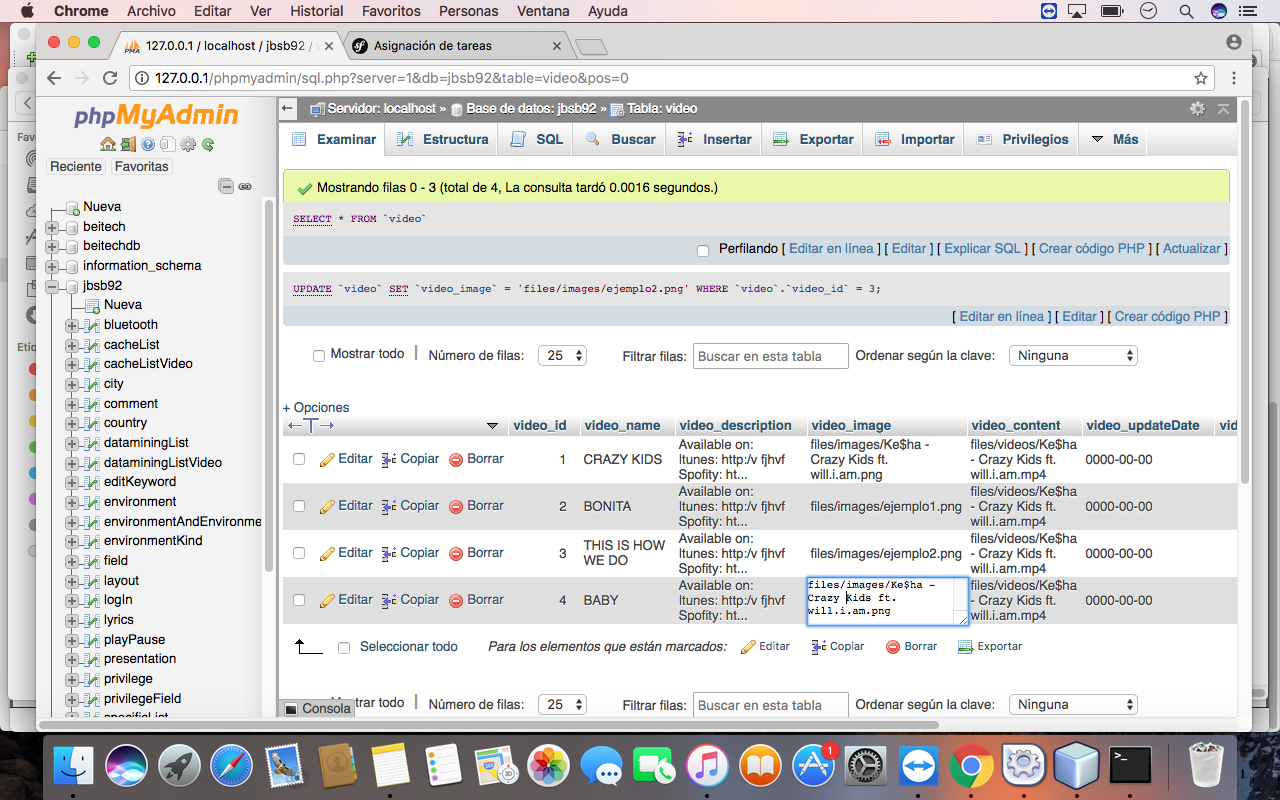 Chrome Archivo Editar Ver Historial Favoritos Personas Ventana Ayuda
127.0.0.1 / localhost / jbsb92 /
Asignación de tareas
127.0.0.1/phpmyadmin/sql.php?server=1&db=jbsb92&table=video&pos=0
phpMyAdmin
Reciente Favoritas
Nueva
beitech
beitechdb
information_schema
jbsb92
Nueva
bluetooth
cacheList
cacheListVideo
city
comment
country
dataminingList
dataminingListVideo
editKeyword
environment
environmentAndEnvironme
environmentKind
field
layout
logIn
lyrics
playPause
presentation
privilege
privilegeField
Servidor: localhost » Base de datos: jbsb92 » Tabla: video
Examinar Estructura SQL Buscar Insertar Exportar Importar Privilegios Más
Mostrando filas 0 - 3 (total de 4, La consulta tardó 0.0016 segundos.)
SELECT * FROM `video`
Perfilando [ Editar en línea ] [ Editar ] [ Explicar SQL ] [ Crear código PHP ] [ Actualizar ]
UPDATE `video` SET `video_image` = 'files/images/ejemplo2.png' WHERE `video`.`video_id` = 3;
[ Editar en línea ] [ Editar ] [ Crear código PHP ]
Mostrar todo | Número de filas: 25 Filtrar filas: Buscar en esta tabla Ordenar según la clave: Ninguna
+ Opciones
←T→ video_id video_name video_description video_image video_content video_updateDate vid
Editar Copiar Borrar 1 CRAZY KIDS
Available on:
Itunes: http:/v fjhvf
Spofity: ht...
files/images/Ke$ha -
Crazy Kids ft.
will.i.am.png
files/videos/Ke$ha
- Crazy Kids ft.
will.i.am.mp4
0000-00-00
Editar Copiar Borrar 2 BONITA
Available on:
Itunes: http:/v fjhvf
Spofity: ht...
files/images/ejemplo1.png
files/videos/Ke$ha
- Crazy Kids ft.
will.i.am.mp4
0000-00-00
Editar Copiar Borrar 3
THIS IS HOW
WE DO
Available on:
Itunes: http:/v fjhvf
Spofity: ht...
files/images/ejemplo2.png
files/videos/Ke$ha
- Crazy Kids ft.
will.i.am.mp4
0000-00-00
Editar Copiar Borrar 4 BABY
Available on:
Itunes: http:/v fjhvf
Spofity: ht...
files/images/Ke$ha -
Crazy Kids ft.
will.i.am.png
files/videos/Ke$ha
- Crazy Kids ft.
will.i.am.mp4
0000-00-00
Seleccionar todo Para los elementos que están marcados: Editar Copiar Borrar Exportar
trar todo | Número de filas: 25 Filtrar filas: Buscar en esta tabla Ordenar según la clave: Ninguna
Consola
1